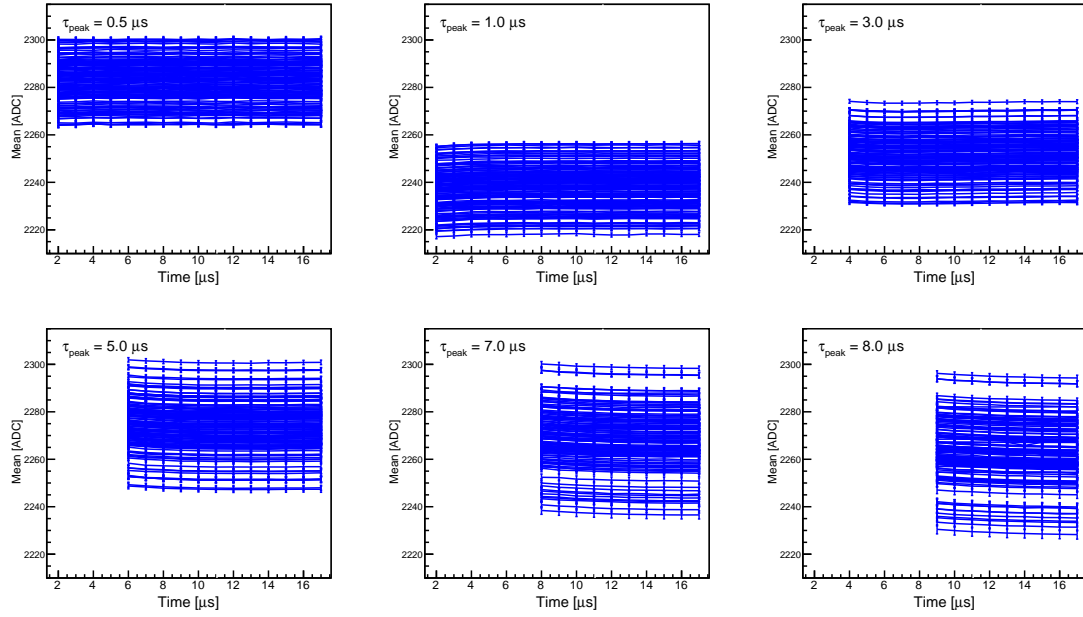 τpeak = 0.5 μs
Mean [ADC]
2300
2280
2260
2240
2220
2 4 6 8 10 12 14 16
Time [μs]
τpeak = 1.0 μs
Mean [ADC]
2300
2280
2260
2240
2220
2 4 6 8 10 12 14 16
Time [μs]
τpeak = 3.0 μs
Mean [ADC]
2300
2280
2260
2240
2220
2 4 6 8 10 12 14 16
Time [μs]
τpeak = 5.0 μs
Mean [ADC]
2300
2280
2260
2240
2220
2 4 6 8 10 12 14 16
Time [μs]
τpeak = 7.0 μs
Mean [ADC]
2300
2280
2260
2240
2220
2 4 6 8 10 12 14 16
Time [μs]
τpeak = 8.0 μs
Mean [ADC]
2300
2280
2260
2240
2220
2 4 6 8 10 12 14 16
Time [μs]